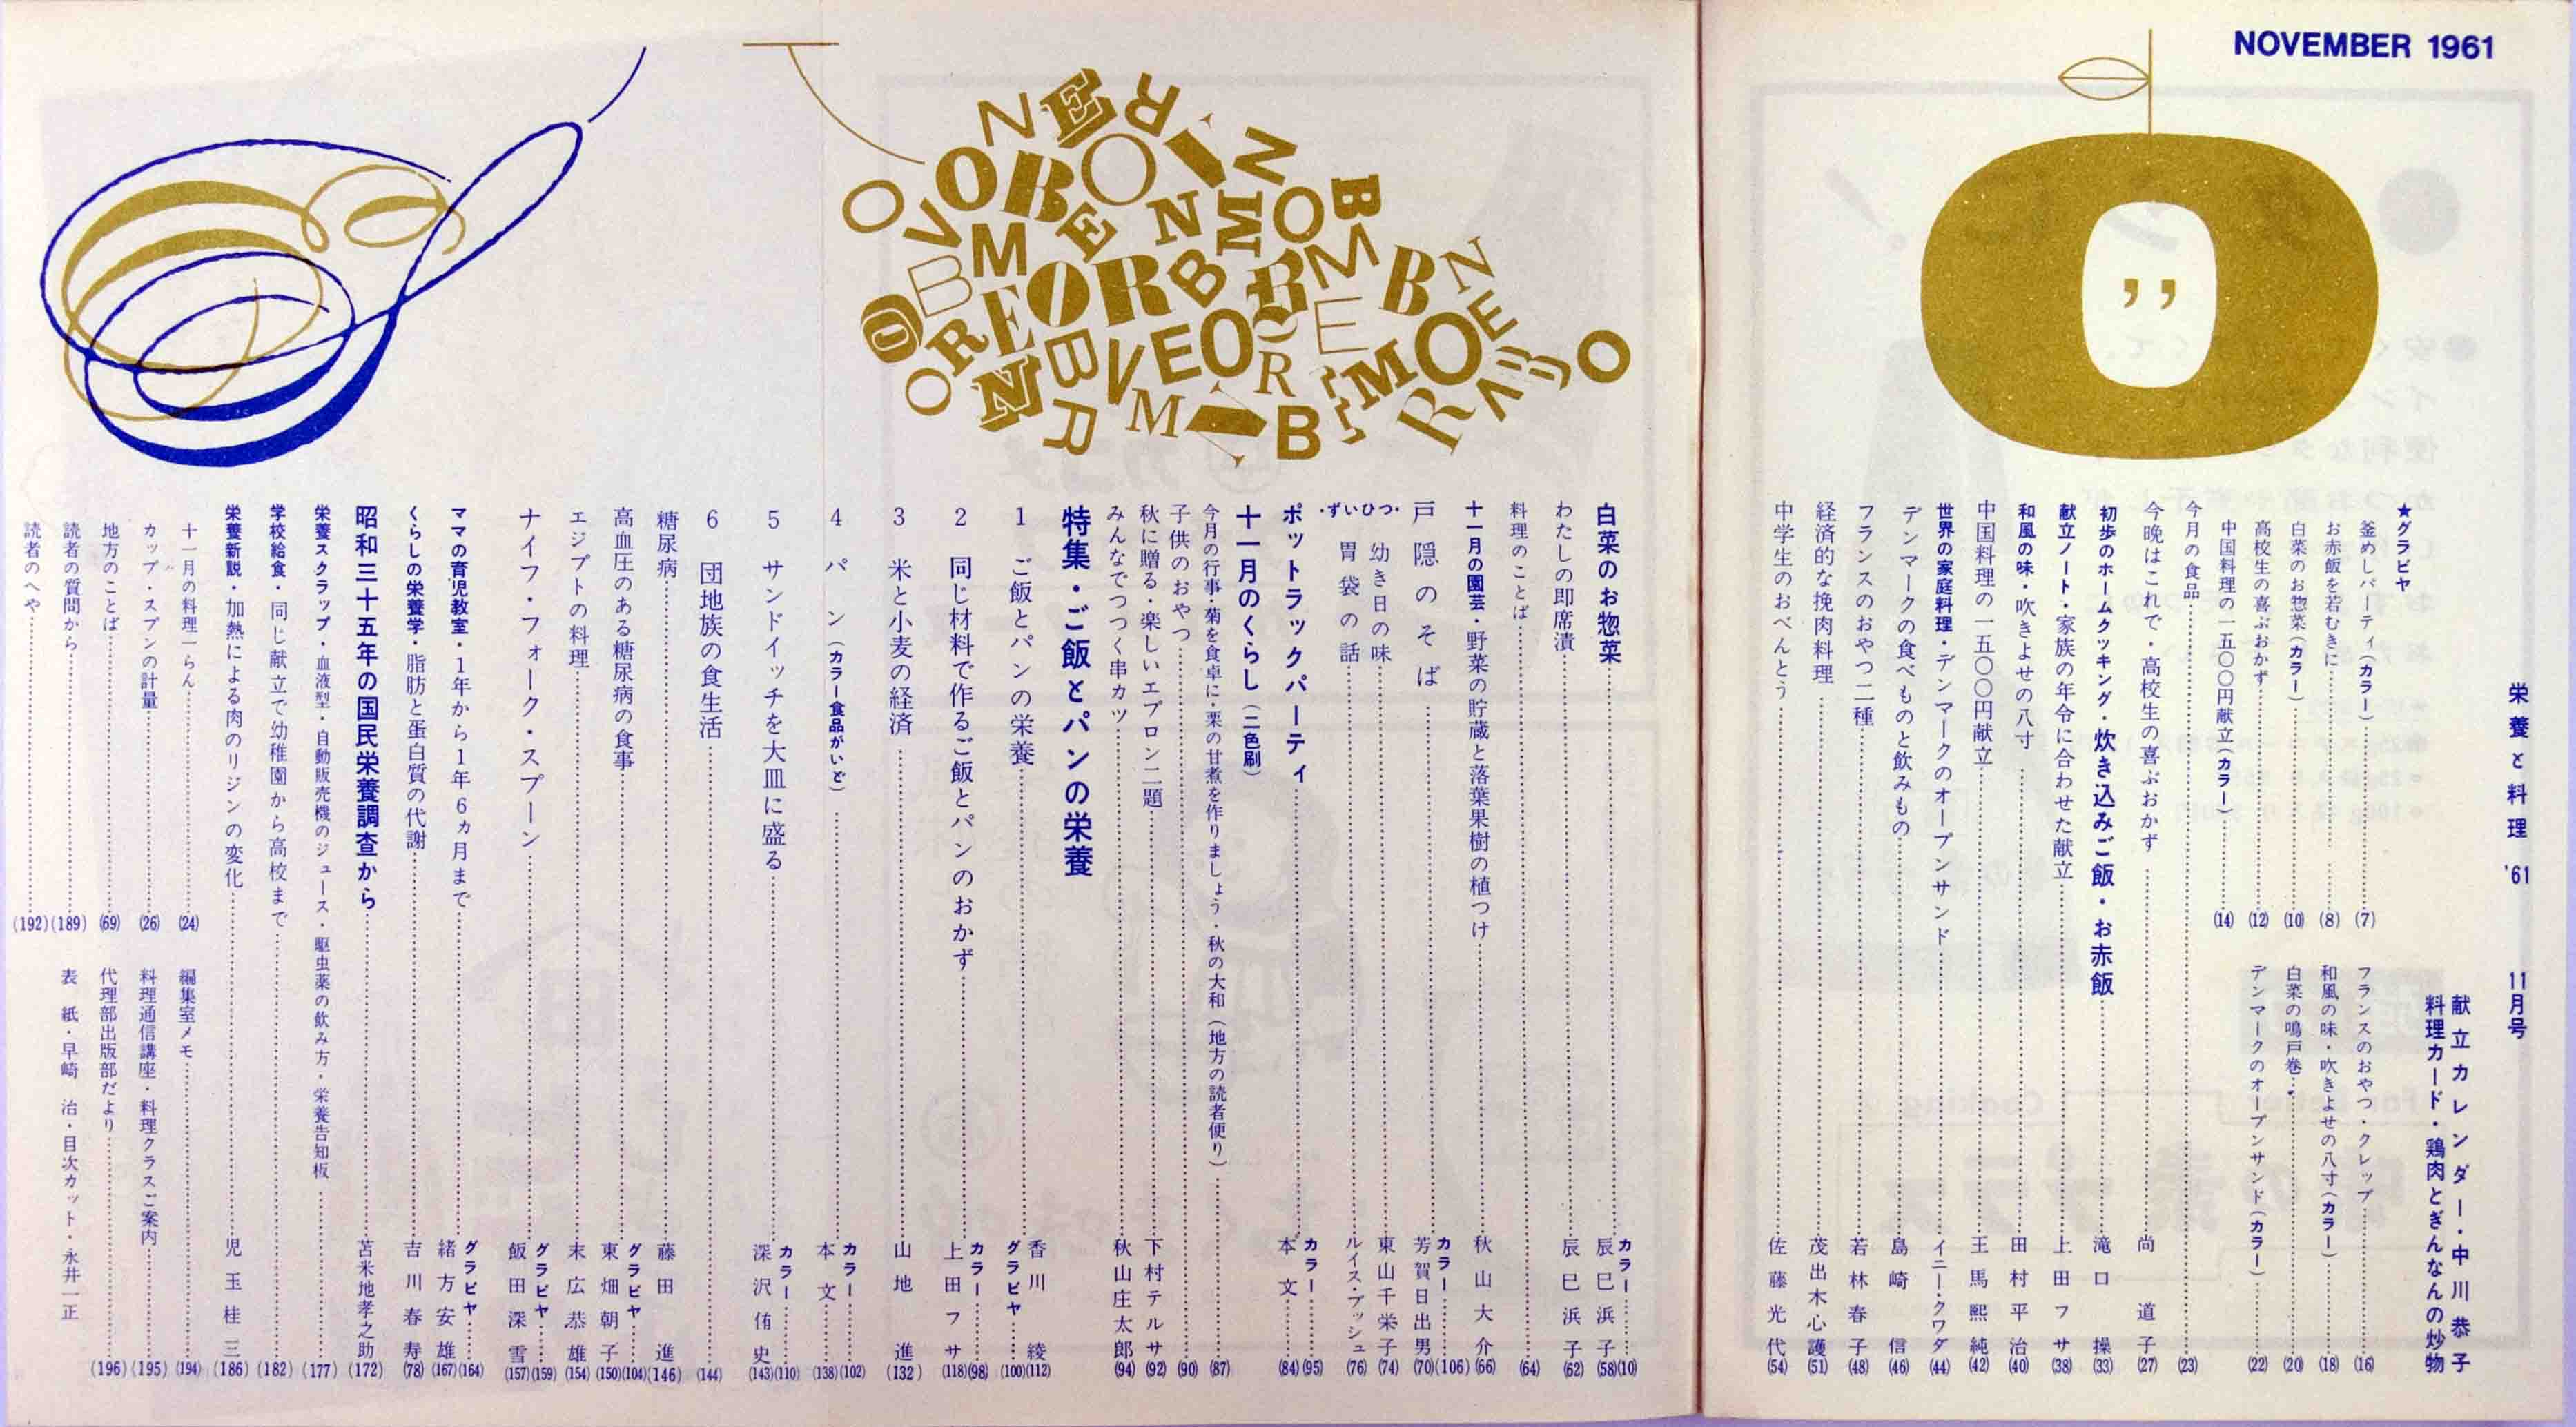 NOVEMBER 1961
栄養と料理 '61 11月号
献立カレンダー・中川恭子
料理カード・鶏肉とぎんなんの炒物
★グラビヤ
釜めしパーティ(カラー) (7)
お赤飯を若むきに (8)
白菜のお惣菜(カラー) (10)
高校生の喜ぶおかず (12)
中国料理の一五〇〇円献立(カラー) (14)
フランスのおやつ・クレップ (16)
和風の味・吹きよせの八寸(カラー) (18)
白菜の鳴戸巻 (20)
デンマークのオープンサンド(カラー) (22)
今月の食品 (23)
今晩はこれで・高校生の喜ぶおかず 尚道子 (27)
初歩のホームクッキング・炊き込みご飯・お赤飯 滝口操 (33)
献立ノート・家族の年令に合わせた献立 上田フサ (38)
和風の味・吹きよせの八寸 田村平治 (40)
中国料理の一五〇〇円献立 王馬熙純 (42)
世界の家庭料理・デンマークのオープンサンド イニー・クワダ (44)
デンマークの食べものと飲みもの 島崎信 (46)
フランスのおやつ二種 若林春子 (48)
経済的な挽肉料理 茂出木心護 (51)
中学生のおべんとう 佐藤光代 (54)
白菜のお惣菜 カラー (10) 辰巳浜子 (58)
わたしの即席漬 辰巳浜子 (62)
料理のことば (64)
十一月の園芸・野菜の貯蔵と落葉果樹の植つけ 秋山大介 (66)
戸隠のそば カラー (106) 芳賀日出男 (70)
・ずいひつ・
幼き日の味 東山千栄子 (74)
胃袋の話 ルイス・ブッシュ (76)
ポットラックパーティ カラー (95) 本文 (84)
十一月のくらし(二色刷)
今月の行事・菊を食卓に・栗の甘煮を作りましょう・秋の大和(地方の読者便り) (87)
子供のおやつ (90)
秋に贈る・楽しいエプロン二題 下村テルサ (92)
みんなでつつく串カツ 秋山庄太郎 (94)
特集・ご飯とパンの栄養
1 ご飯とパンの栄養 香川綾 (112) グラビヤ (100)
2 同じ材料で作るご飯とパンのおかず カラー (98) 上田フサ (118)
3 米と小麦の経済 山地進 (132)
4 パン(カラー食品がいど) カラー (102) 本文 (138)
5 サンドイッチを大皿に盛る カラー (110) 深沢侑史 (143)
6 団地族の食生活 (144)
糖尿病 藤田進 (146)
高血圧のある糖尿病の食事 グラビヤ (104) 東畑朝子 (150)
エジプトの料理 末広恭雄 (154)
ナイフ・フォーク・スプーン グラビヤ (159) 飯田深雪 (157)
ママの育児教室・1年から1年6ヵ月まで グラビヤ (164) 緒方安雄 (167)
くらしの栄養学・脂肪と蛋白質の代謝 吉川春寿 (78)
昭和三十五年の国民栄養調査から 苫米地孝之助 (172)
栄養スクラップ・血液型・自動販売機のジュース・駆虫薬の飲み方・栄養告知板 (177)
学校給食・同じ献立で幼稚園から高校まで (182)
栄養新説・加熱による肉のリジンの変化 児玉桂三 (186)
十一月の料理一らん (24)
カップ・スプンの計量 (26)
地方のことば (69)
読者の質問から (189)
読者のへや (192)
編集室メモ (194)
料理通信講座・料理クラスご案内 (195)
代理部出版部だより (196)
表紙・早崎治・目次カット・永井一正